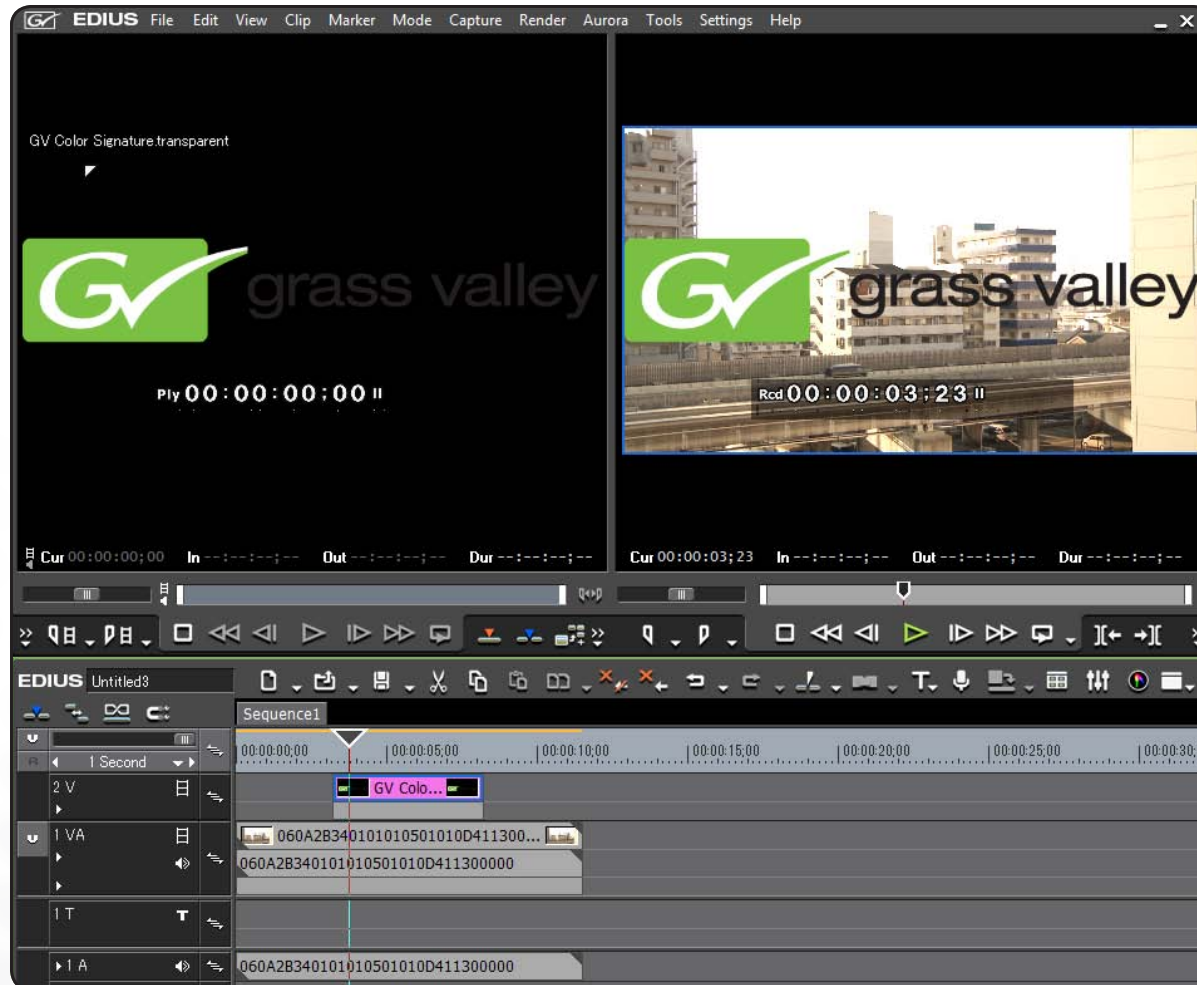 GV EDIUS File Edit View Clip Marker Mode Capture Render Aurora Tools Settings Help
GV Color Signature.transparent
GV grass valley
GV grass valley
Ply 00:00:00;00
Rcd 00:00:03;23
Cur 00:00:00;00 In --:--:--;-- Out --:--:--;-- Dur --:--:--;--
Cur 00:00:03;23 In --:--:--;-- Out --:--:--;-- Dur --:--:--;--
EDIUS Untitled3
Sequence1
1 Second
00:00:00;00 00:00:05;00 00:00:10;00 00:00:15;00 00:00:20;00 00:00:25;00 00:00:30;
2 V
GV Colo...
1 VA
060A2B340101010501010D411300...
060A2B340101010501010D411300000
1 T T
1 A
060A2B340101010501010D411300000